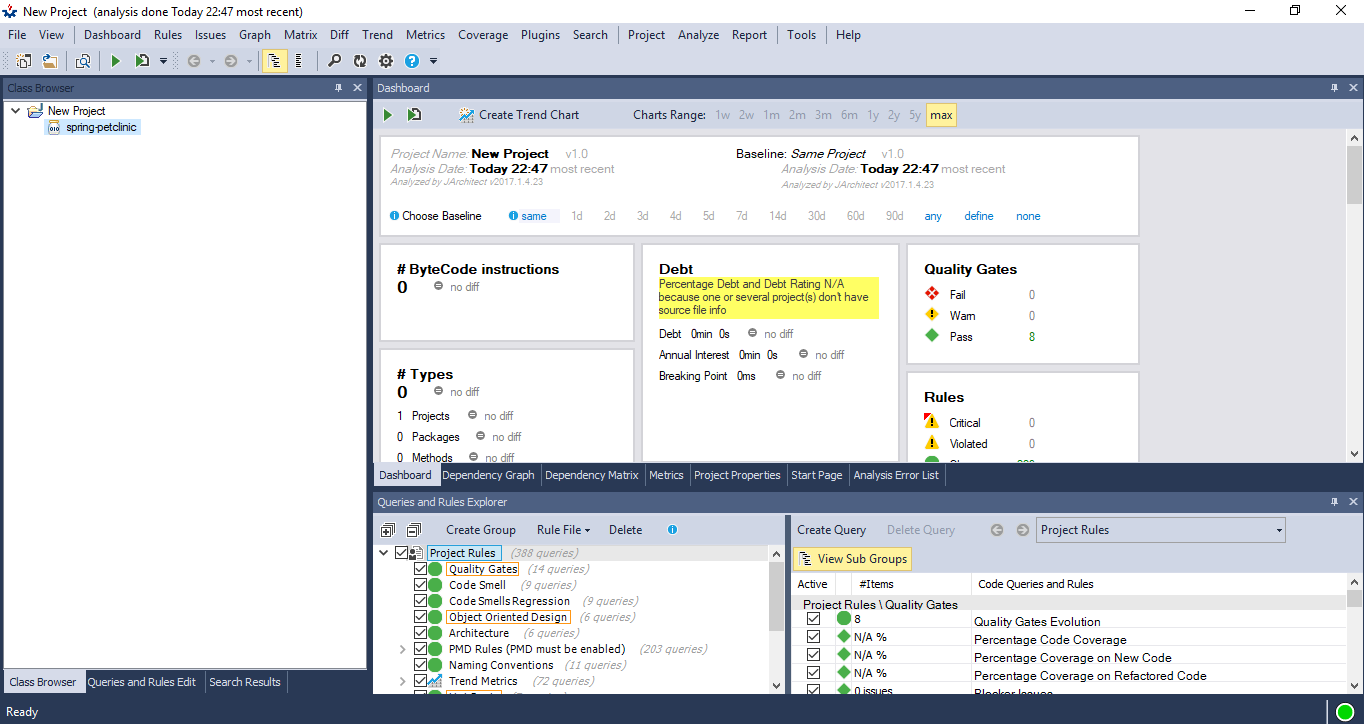 New Project  (analysis done Today 22:47 most recent)
File View Dashboard Rules Issues Graph Matrix Diff Trend Metrics Coverage Plugins Search Project Analyze Report Tools Help
Class Browser
New Project
spring-petclinic
Class Browser Queries and Rules Edit Search Results
Dashboard
Create Trend Chart Charts Range: 1w 2w 1m 2m 3m 6m 1y 2y 5y max
Project Name: New Project v1.0
Analysis Date: Today 22:47 most recent
Analyzed by JArchitect v2017.1.4.23
Baseline: Same Project v1.0
Analysis Date: Today 22:47 most recent
Analyzed by JArchitect v2017.1.4.23
Choose Baseline same 1d 2d 3d 4d 5d 7d 14d 30d 60d 90d any define none
# ByteCode instructions
0 no diff
# Types
0 no diff
1 Projects no diff
0 Packages no diff
0 Methods no diff
Debt
Percentage Debt and Debt Rating N/A
because one or several project(s) don't have
source file info
Debt 0min 0s no diff
Annual Interest 0min 0s no diff
Breaking Point 0ms no diff
Quality Gates
Fail 0
Warn 0
Pass 8
Rules
Critical 0
Violated 0
Dashboard Dependency Graph Dependency Matrix Metrics Project Properties Start Page Analysis Error List
Queries and Rules Explorer
Create Group Rule File Delete
Project Rules (388 queries)
Quality Gates (14 queries)
Code Smell (9 queries)
Code Smells Regression (9 queries)
Object Oriented Design (6 queries)
Architecture (6 queries)
PMD Rules (PMD must be enabled) (203 queries)
Naming Conventions (11 queries)
Trend Metrics (72 queries)
Create Query Delete Query Project Rules
View Sub Groups
Active #Items Code Queries and Rules
Project Rules \ Quality Gates
8 Quality Gates Evolution
N/A % Percentage Code Coverage
N/A % Percentage Coverage on New Code
N/A % Percentage Coverage on Refactored Code
0 issues Blocker Issues
Ready